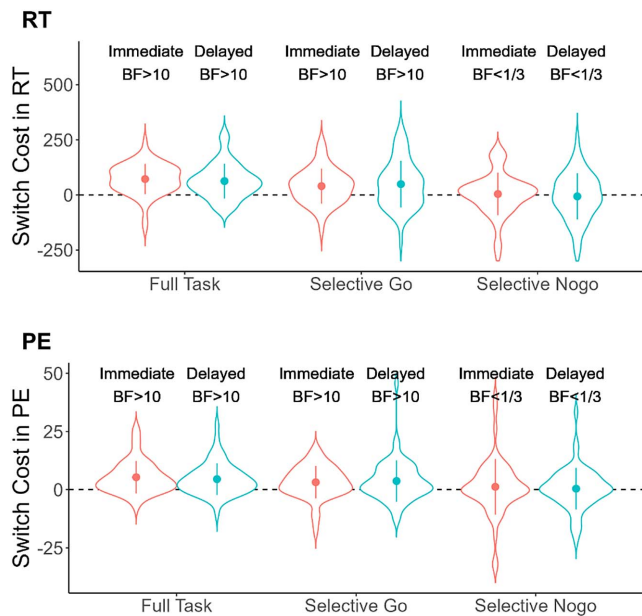 RT
Immediate Delayed Immediate Delayed Immediate Delayed
BF>10 BF>10 BF>10 BF>10 BF<1/3 BF<1/3
500
250
0
-250
Switch Cost in RT
Full Task Selective Go Selective Nogo
PE
50
Immediate Delayed Immediate Delayed Immediate Delayed
BF>10 BF>10 BF>10 BF>10 BF<1/3 BF<1/3
25
0
-25
Switch Cost in PE
Full Task Selective Go Selective Nogo